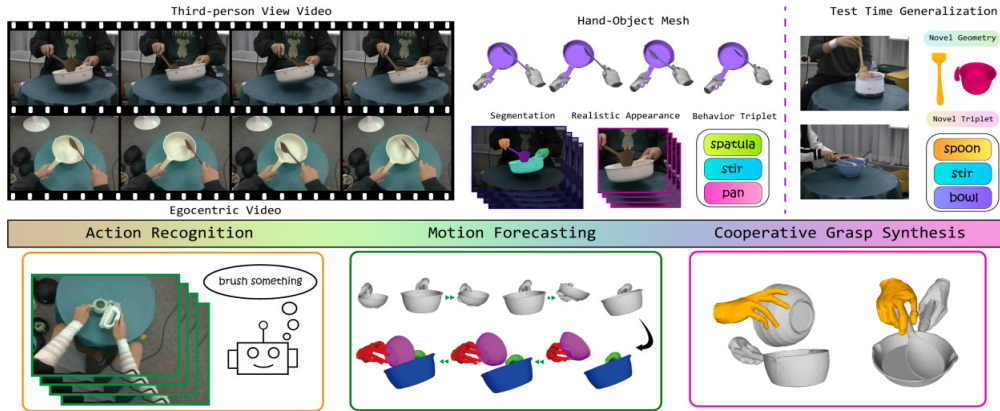 Third-person View Video
Hand-Object Mesh
Test Time Generalization
Novel Geometry
Segmentation
Realistic Appearance
Behavior Triplet
Novel Triplet
spatula
stir
pan
spoon
stir
bowl
Egocentric Video
Action Recognition
Motion Forecasting
Cooperative Grasp Synthesis
brush something